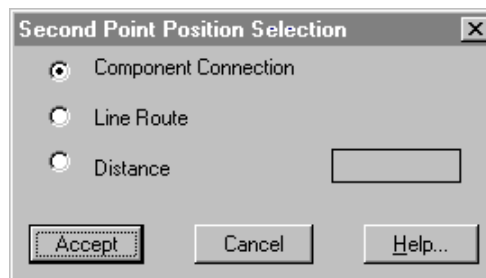 Second Point Position Selection
Component Connection
Line Route
Distance
Accept Cancel Help...